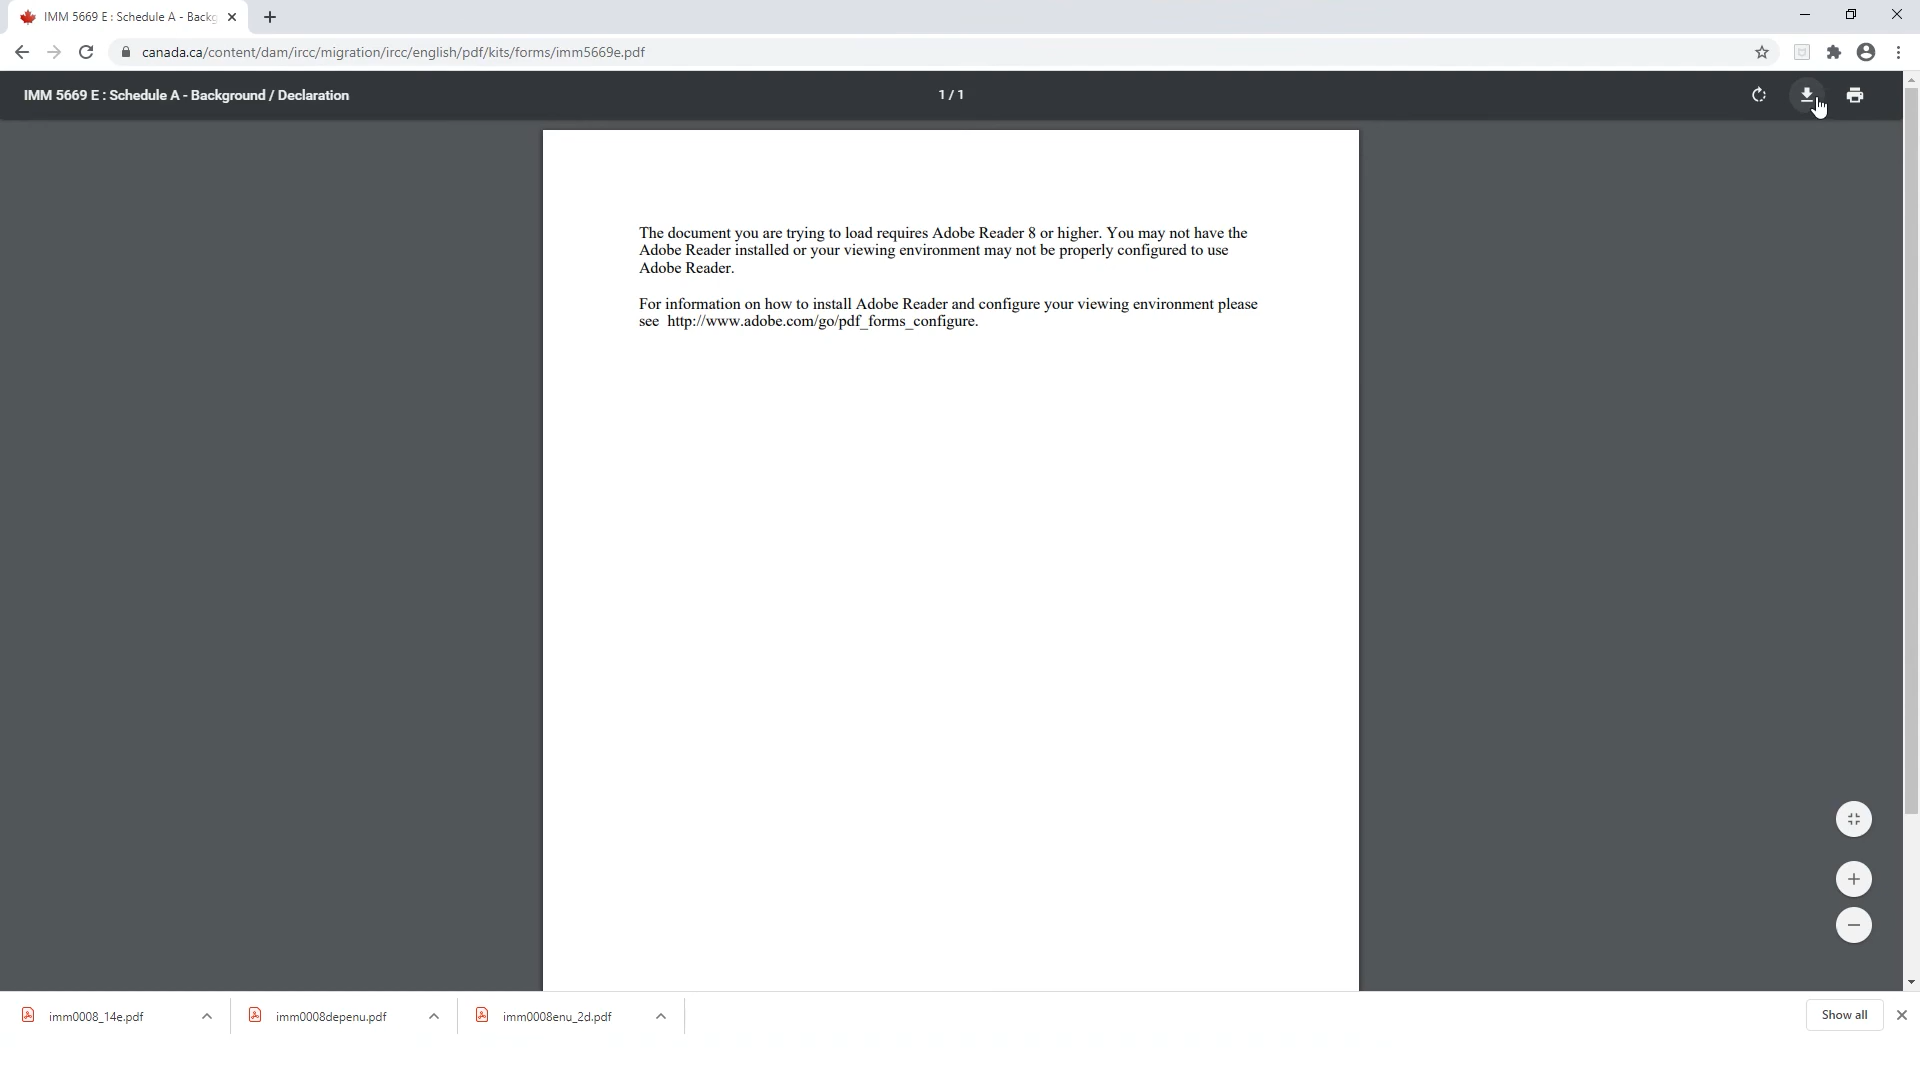 IMM 5669 E : Schedule A - Backg
canada.ca/content/dam/ircc/migration/ircc/english/pdf/kits/forms/imm5669e.pdf
IMM 5669 E : Schedule A - Background / Declaration
1 / 1
The document you are trying to load requires Adobe Reader 8 or higher. You may not have the
Adobe Reader installed or your viewing environment may not be properly configured to use
Adobe Reader.
For information on how to install Adobe Reader and configure your viewing environment please
see http://www.adobe.com/go/pdf_forms_configure.
imm0008_14e.pdf
imm0008depenu.pdf
imm0008enu_2d.pdf
Show all